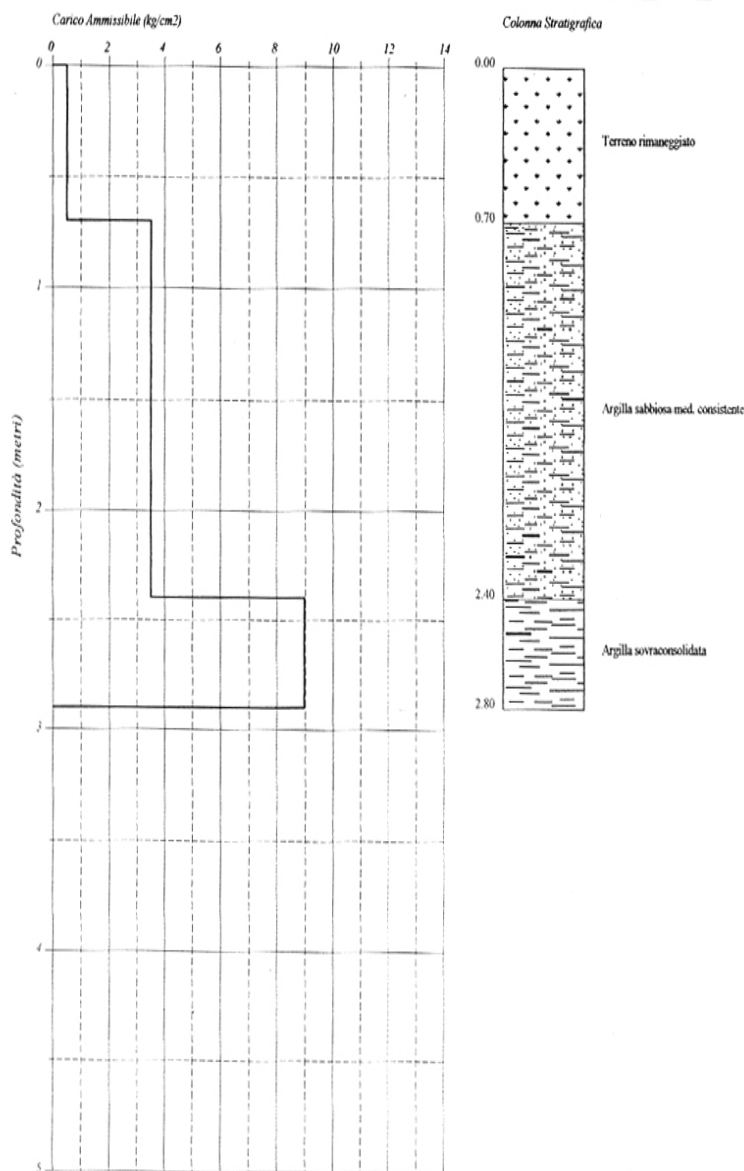 Carico Ammissibile (kg/cm2)
0 2 4 6 8 10 12 14
0
1
2
3
4
5
Profondità (metri)
Colonna Stratigrafica
0.00
Terreno rimaneggiato
0.70
Argilla sabbiosa med. consistente
2.40
Argilla sovraconsolidata
2.80